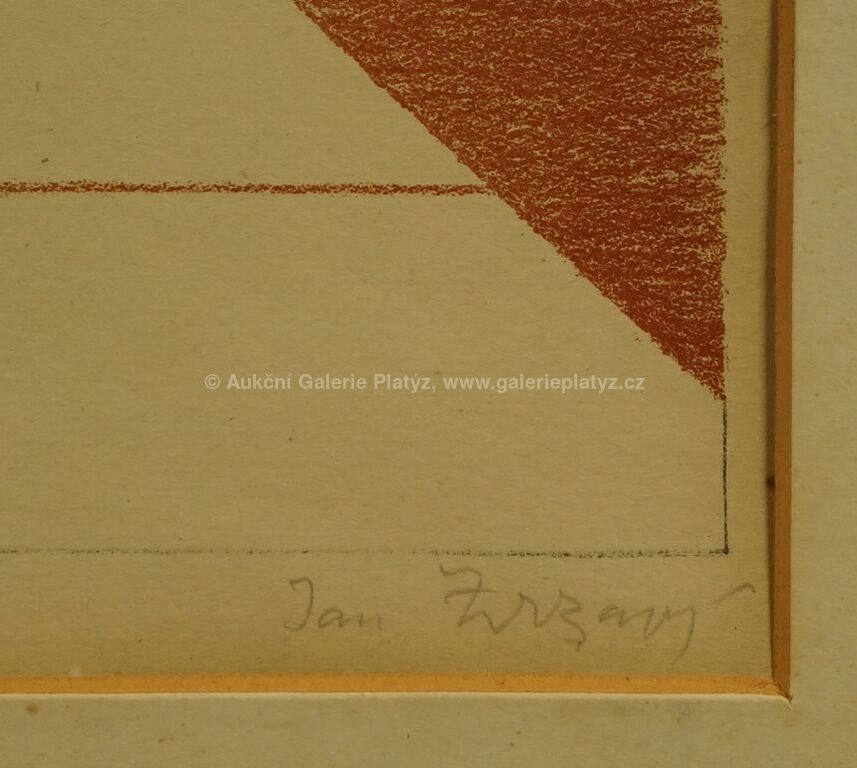 © Aukční Galerie Platýz, www.galerieplatyz.cz
Jan Zrzavý